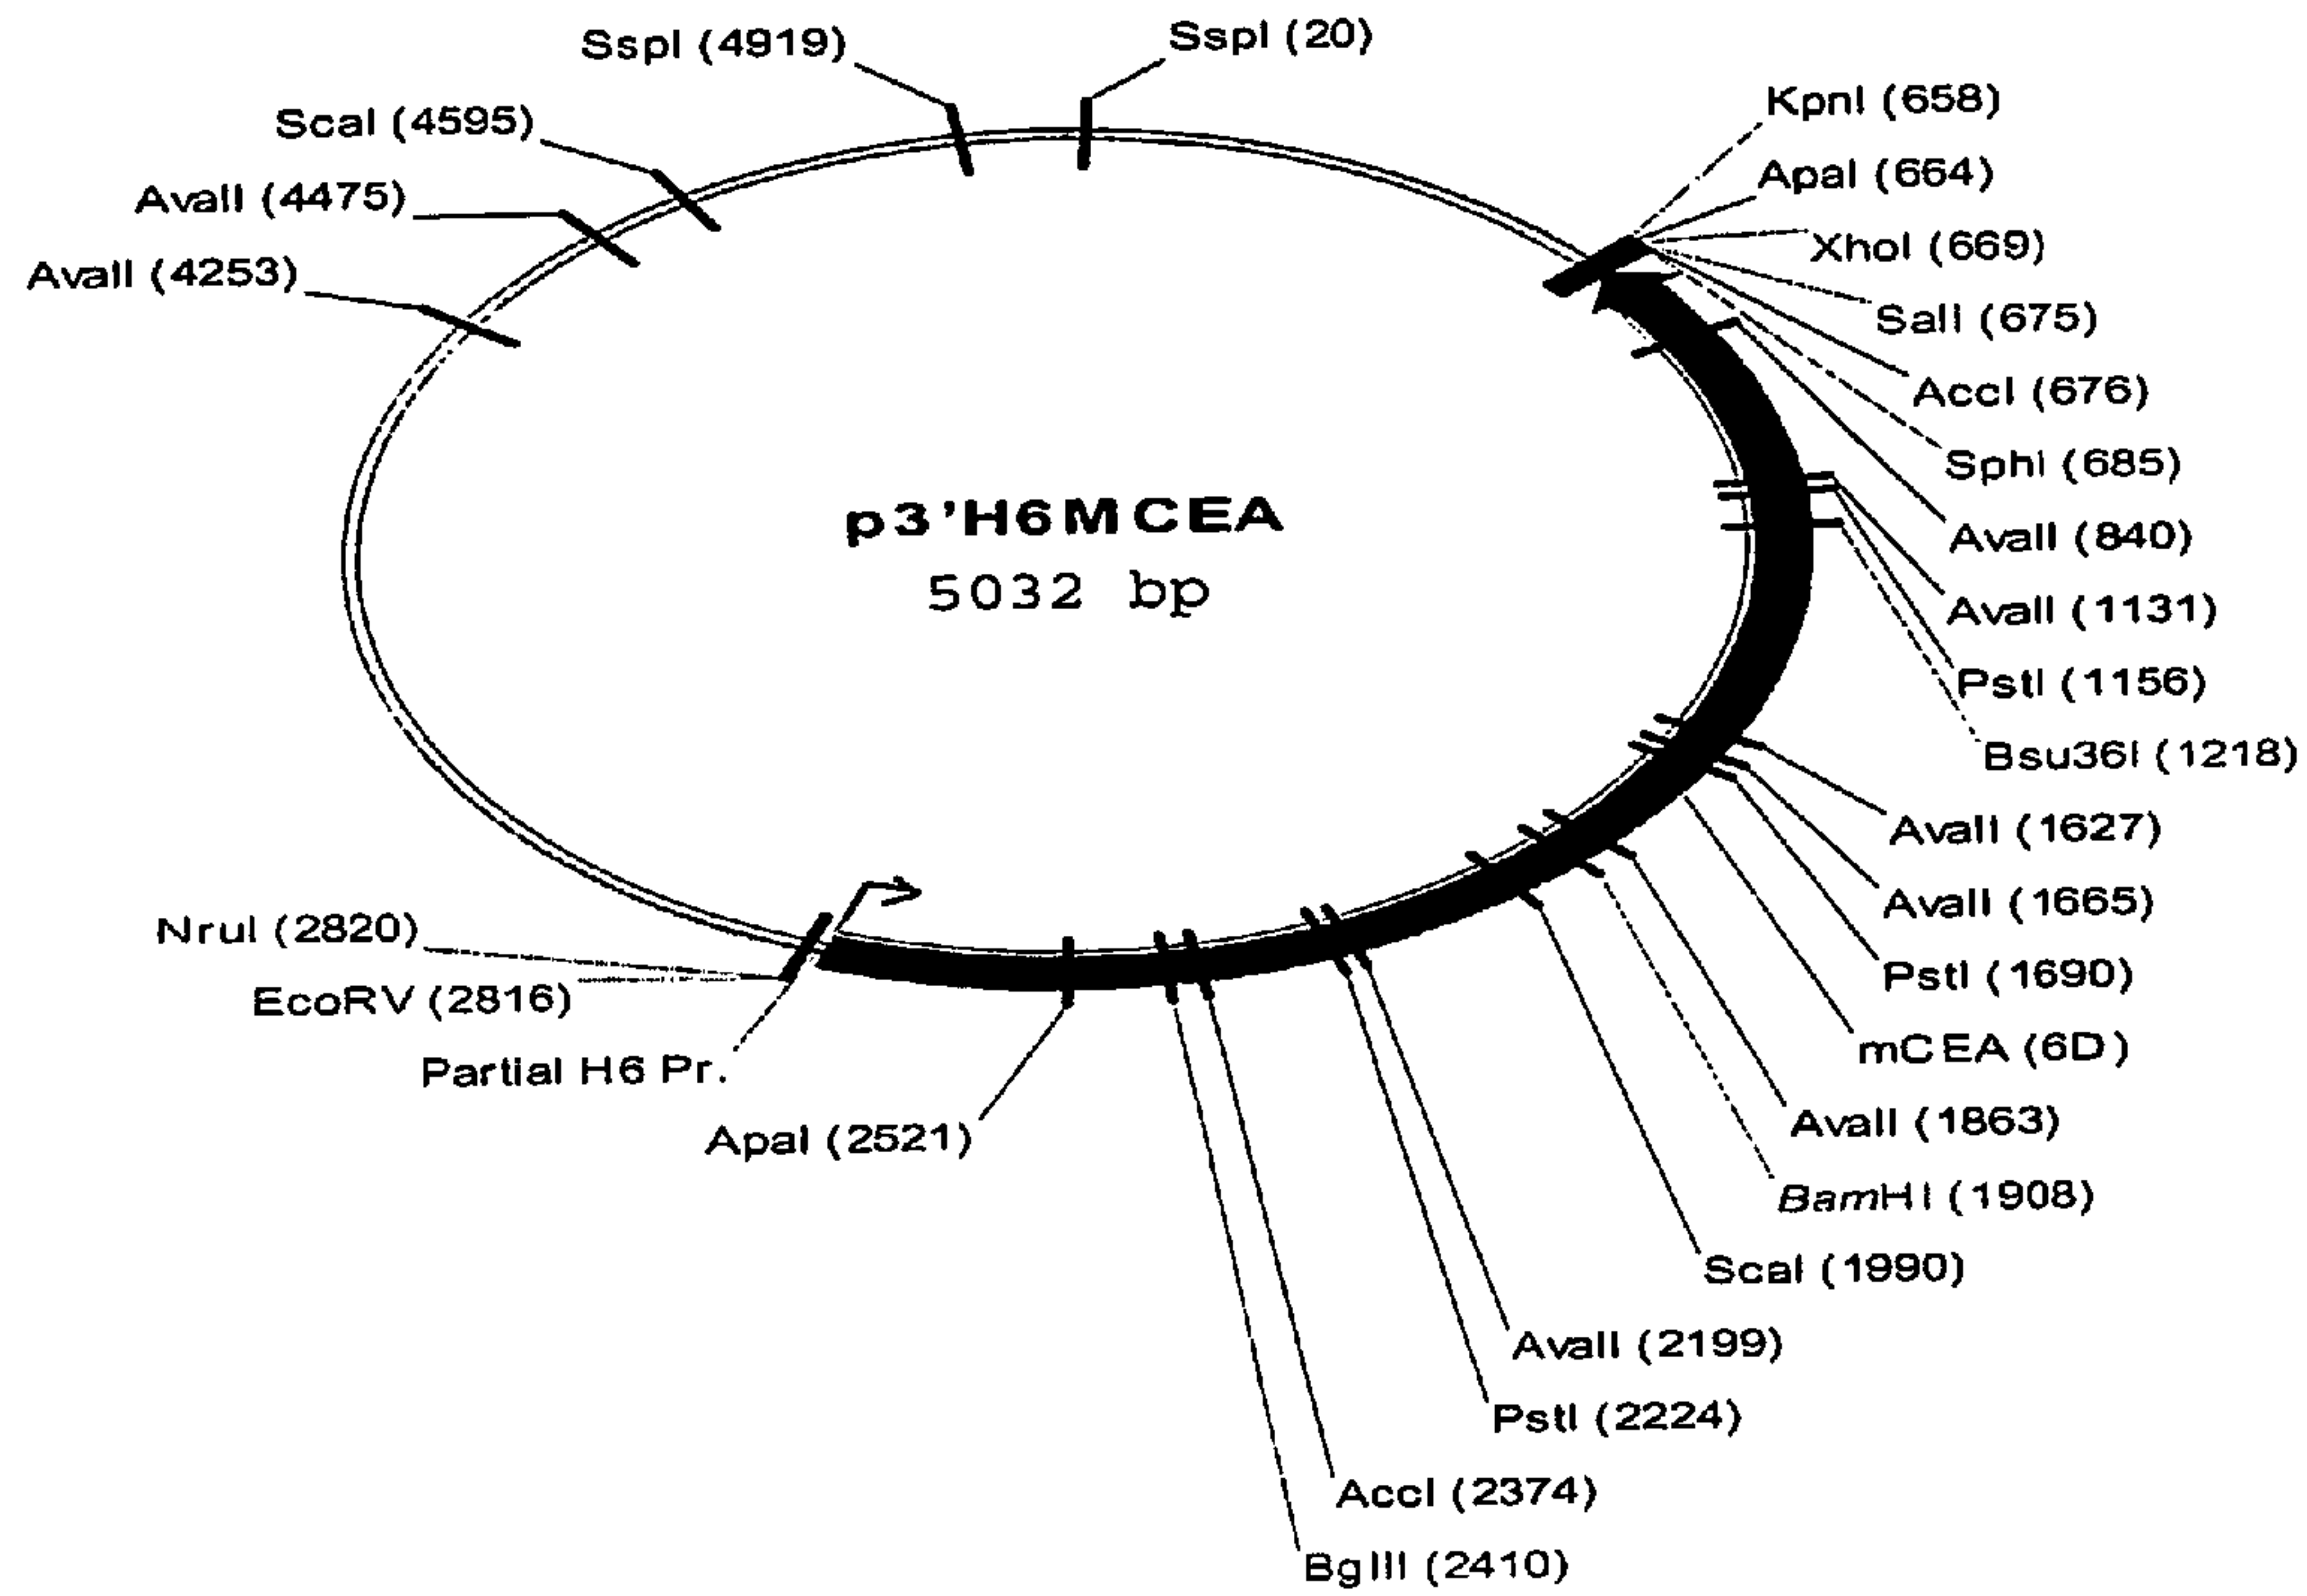 SspI (4919)
SspI (20)
ScaI (4595)
AvaII (4475)
AvaII (4253)
KpnI (658)
ApaI (664)
XhoI (669)
SalI (675)
AccI (676)
SphI (685)
AvaII (840)
AvaII (1131)
PstI (1156)
Bsu36I (1218)
AvaII (1627)
AvaII (1665)
PstI (1690)
mCEA (6D)
AvaII (1863)
BamHI (1908)
ScaI (1990)
AvaII (2199)
PstI (2224)
AccI (2374)
BglII (2410)
ApaI (2521)
Partial H6 Pr.
EcoRV (2816)
NruI (2820)
p3'H6MCEA
5032 bp